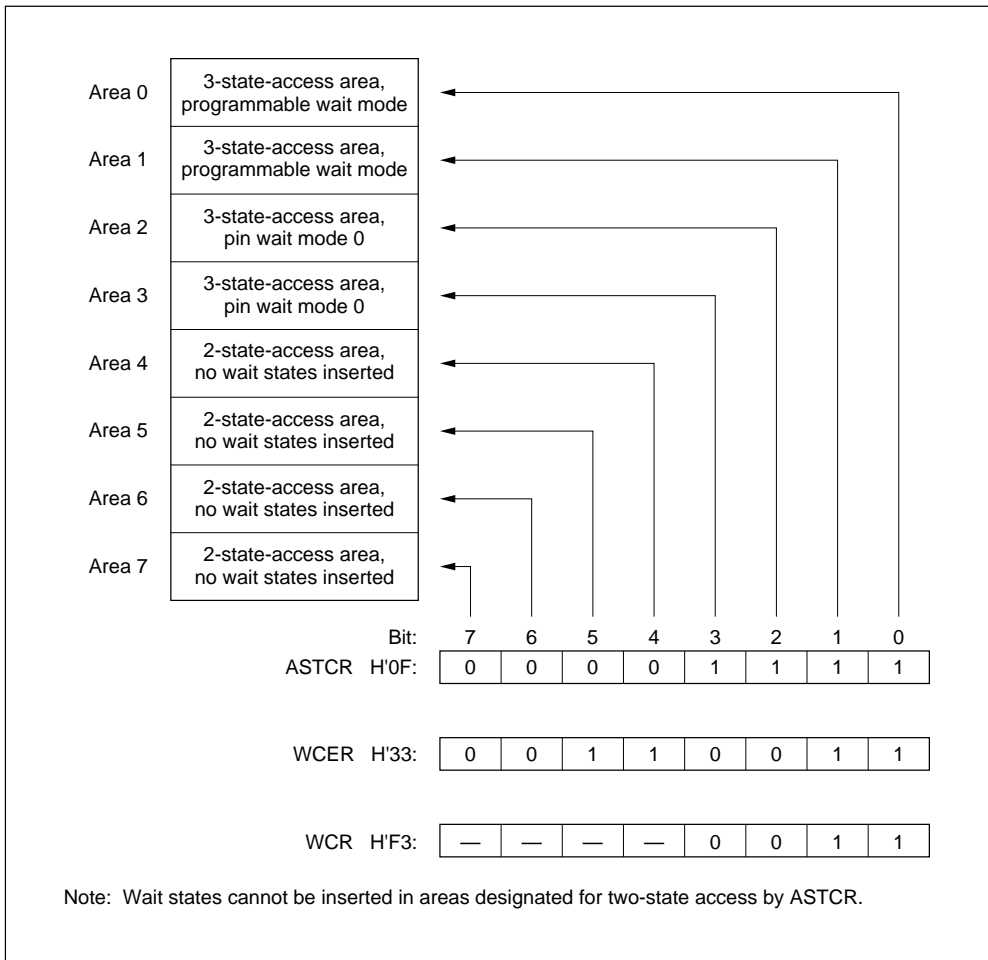 Area 0 3-state-access area,
programmable wait mode
Area 1 3-state-access area,
programmable wait mode
Area 2 3-state-access area,
pin wait mode 0
Area 3 3-state-access area,
pin wait mode 0
Area 4 2-state-access area,
no wait states inserted
Area 5 2-state-access area,
no wait states inserted
Area 6 2-state-access area,
no wait states inserted
Area 7 2-state-access area,
no wait states inserted
Bit: 7 6 5 4 3 2 1 0
ASTCR H'0F: 0 0 0 0 1 1 1 1
WCER H'33: 0 0 1 1 0 0 1 1
WCR H'F3: — — — — 0 0 1 1
Note: Wait states cannot be inserted in areas designated for two-state access by ASTCR.